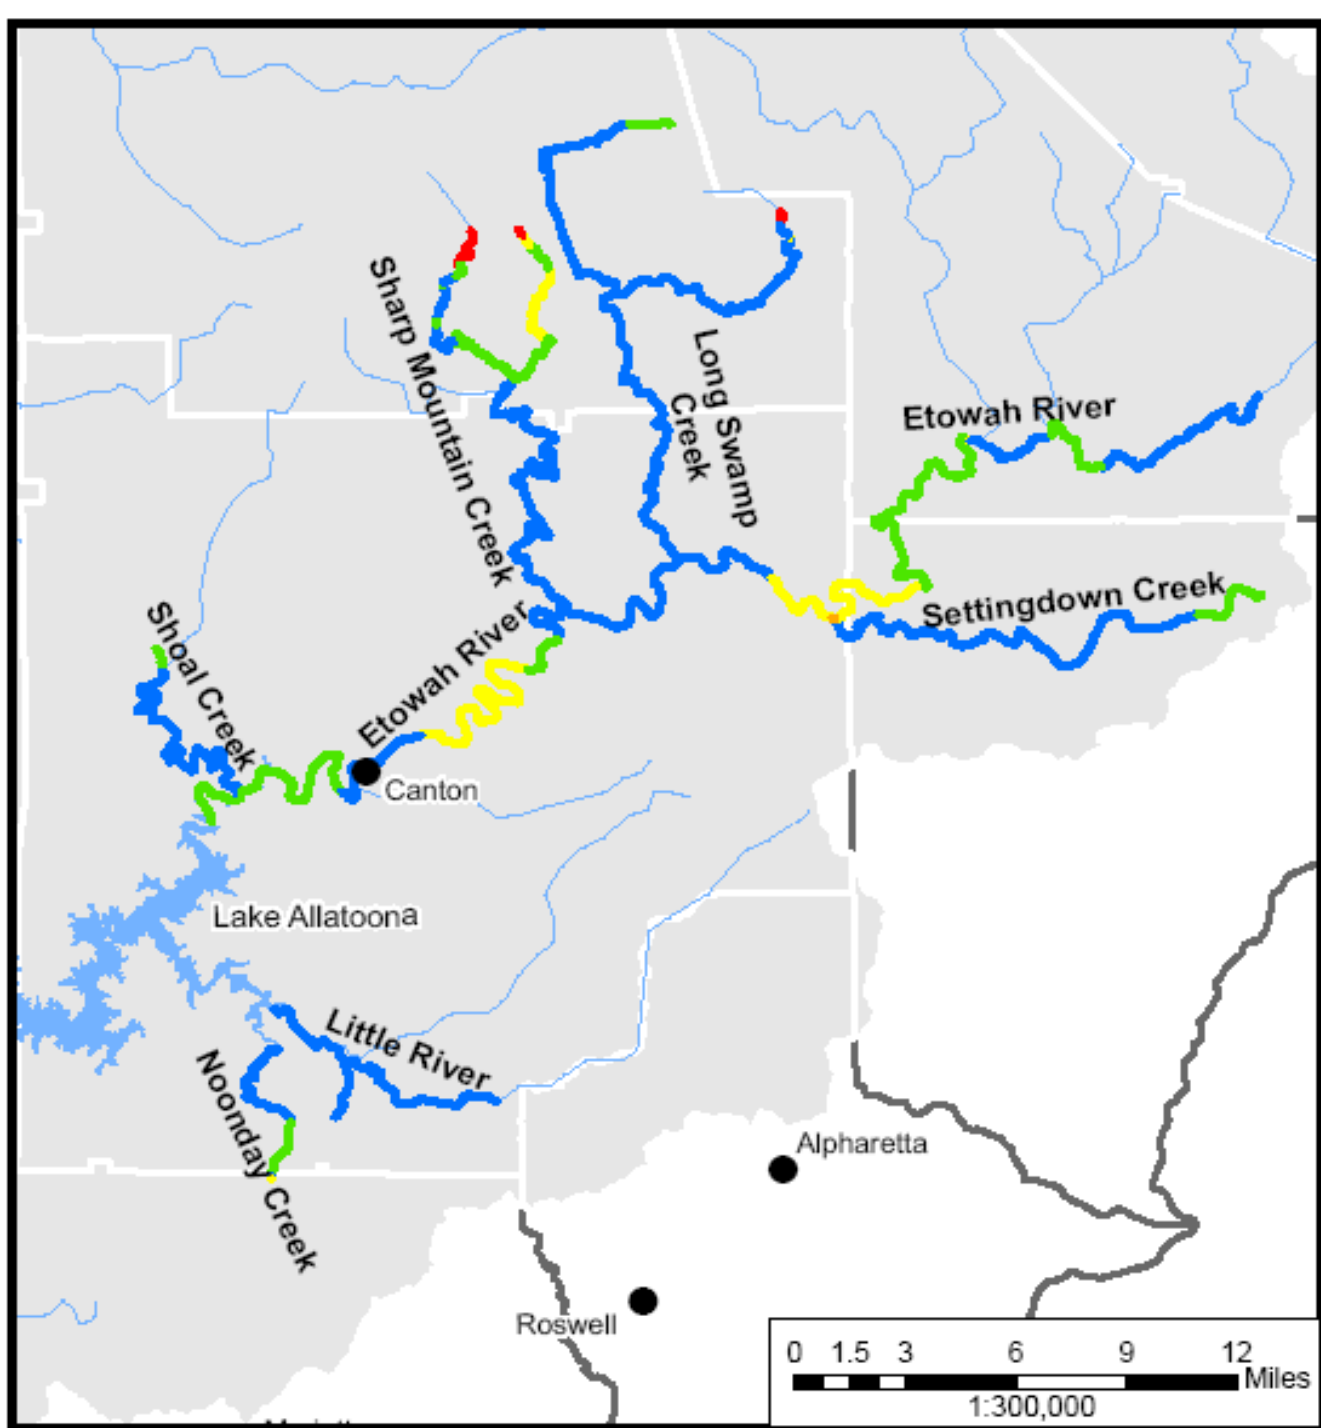 Sharp Mountain Creek
Long Swamp
Creek
Etowah River
Settingdown Creek
Shoal Creek
Etowah River
Canton
Lake Allatoona
Little River
Noonday Creek
Alpharetta
Roswell
0 1.5 3 6 9 12
Miles
1:300,000